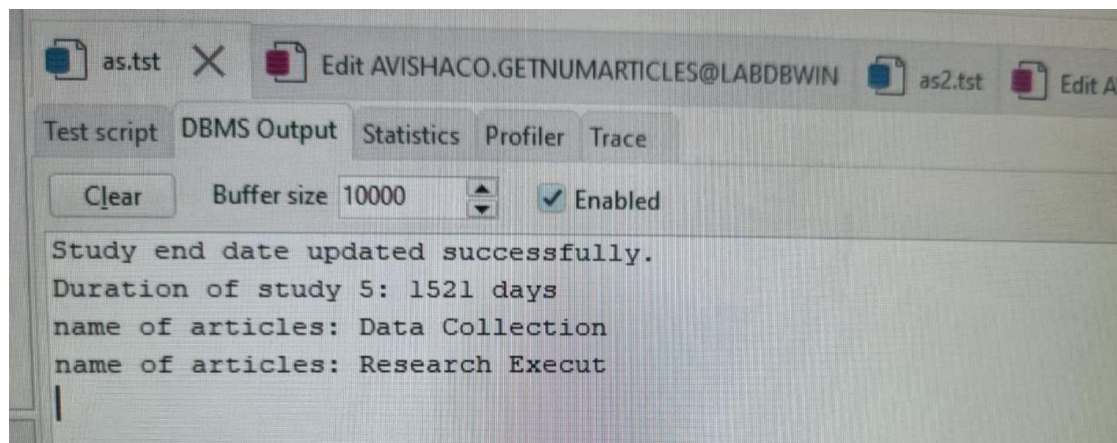 as.tst Edit AVISHACO.GETNUMARTICLES@LABDBWIN as2.tst Edit A
Test script DBMS Output Statistics Profiler Trace
Clear Buffer size 10000 Enabled
Study end date updated successfully.
Duration of study 5: 1521 days
name of articles: Data Collection
name of articles: Research Execut